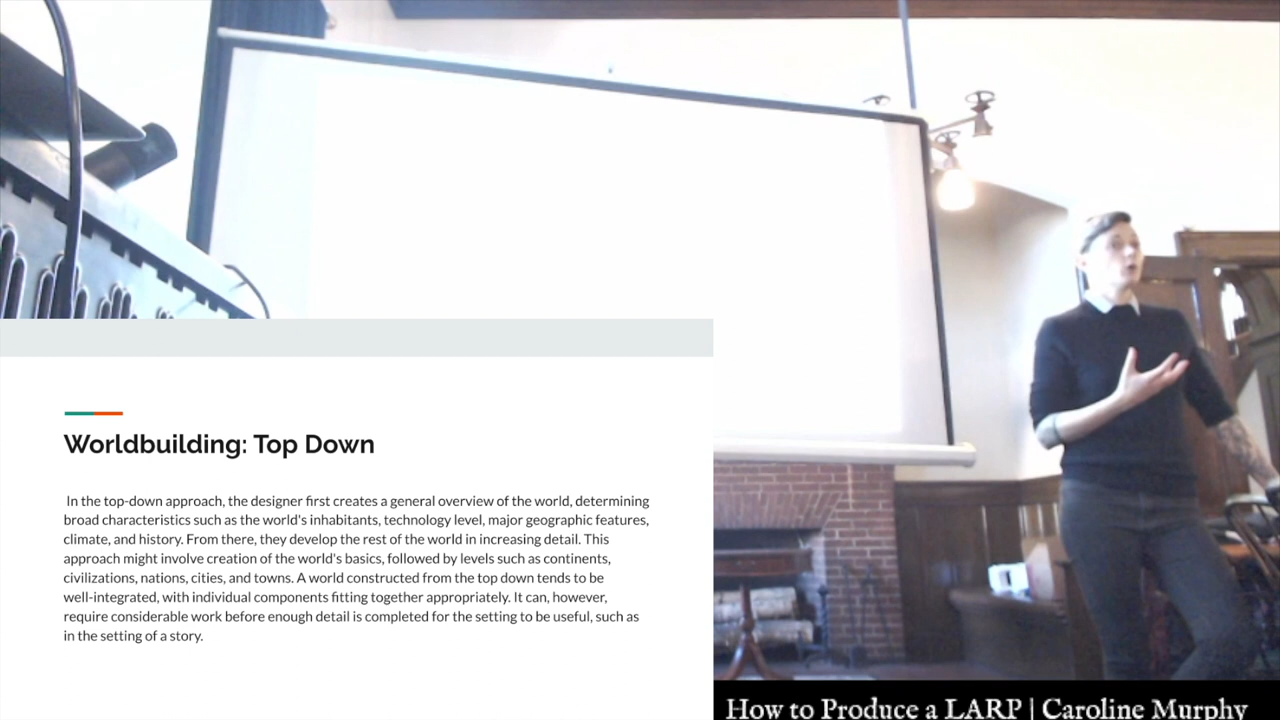 Worldbuilding: Top Down
In the top-down approach, the designer first creates a general overview of the world, determining
broad characteristics such as the world's inhabitants, technology level, major geographic features,
climate, and history. From there, they develop the rest of the world in increasing detail. This
approach might involve creation of the world's basics, followed by levels such as continents,
civilizations, nations, cities, and towns. A world constructed from the top down tends to be
well-integrated, with individual components fitting together appropriately. It can, however,
require considerable work before enough detail is completed for the setting to be useful, such as
in the setting of a story.
How to Produce a LARP | Caroline Murphy